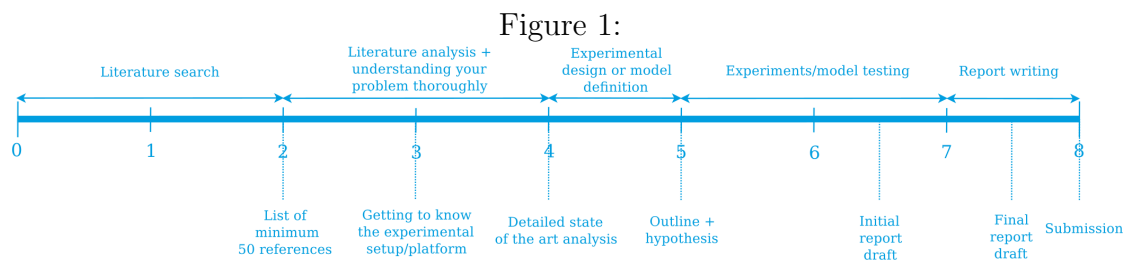 Figure 1:
Literature search
Literature analysis +
understanding your
problem thoroughly
Experimental
design or model
definition
Experiments/model testing
Report writing
0
1
2
3
4
5
6
7
8
List of
minimum
50 references
Getting to know
the experimental
setup/platform
Detailed state
of the art analysis
Outline +
hypothesis
Initial
report
draft
Final
report
draft
Submission